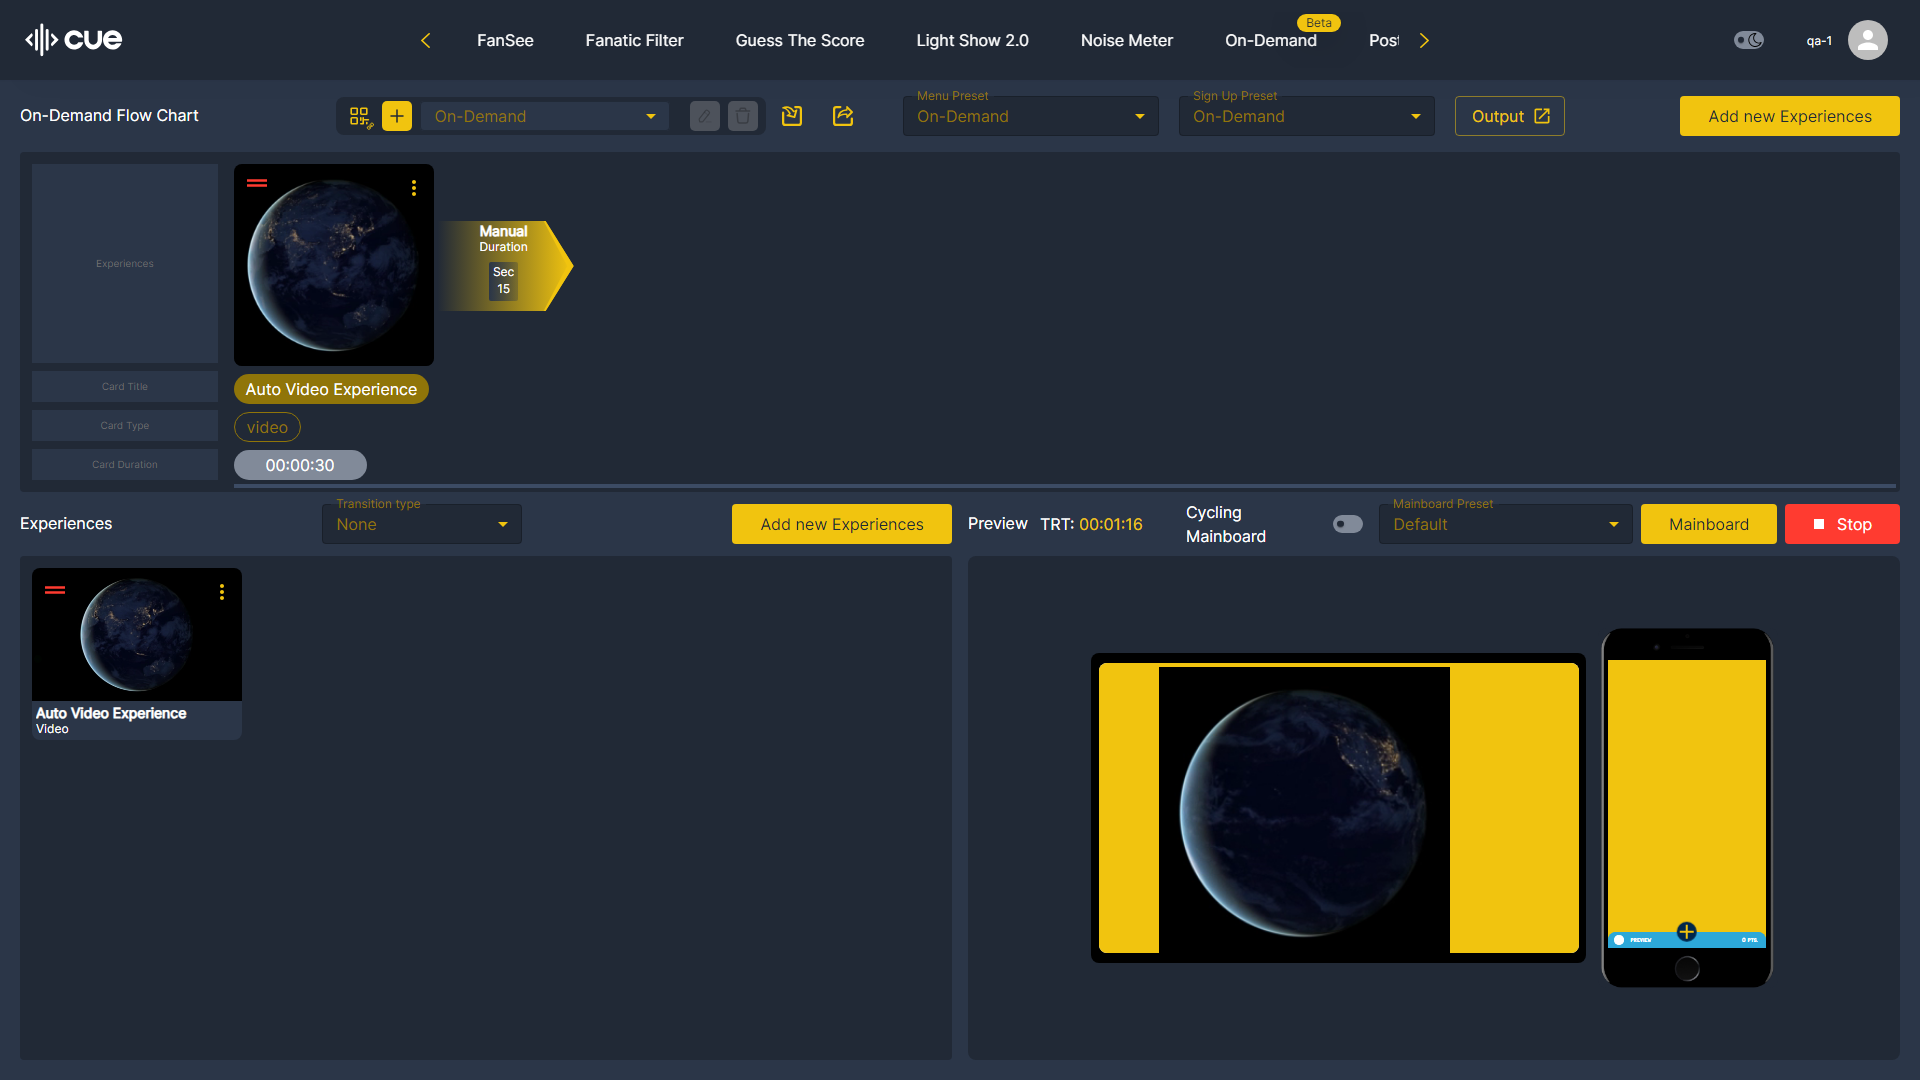 cue
FanSee
Fanatic Filter
Guess The Score
Light Show 2.0
Noise Meter
On-Demand
Beta
Pos
qa-1
On-Demand Flow Chart
On-Demand
Menu Preset
On-Demand
Sign Up Preset
On-Demand
Output
Add new Experiences
Experiences
Card Title
Card Type
Card Duration
Manual
Duration
Sec
15
Auto Video Experience
video
00:00:30
Experiences
Transition type
None
Add new Experiences
Preview
TRT: 00:01:16
Cycling
Mainboard
Mainboard Preset
Default
Mainboard
Stop
Auto Video Experience
Video
PREVIEW
0 PTS.